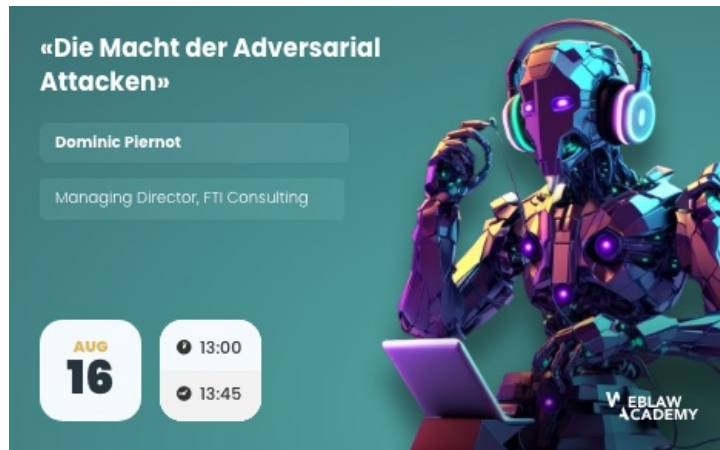 «Die Macht der Adversarial
Attacken»
Dominic Piernot
Managing Director, FTI Consulting
AUG
16
13:00
13:45
WEBLAW
ACADEMY